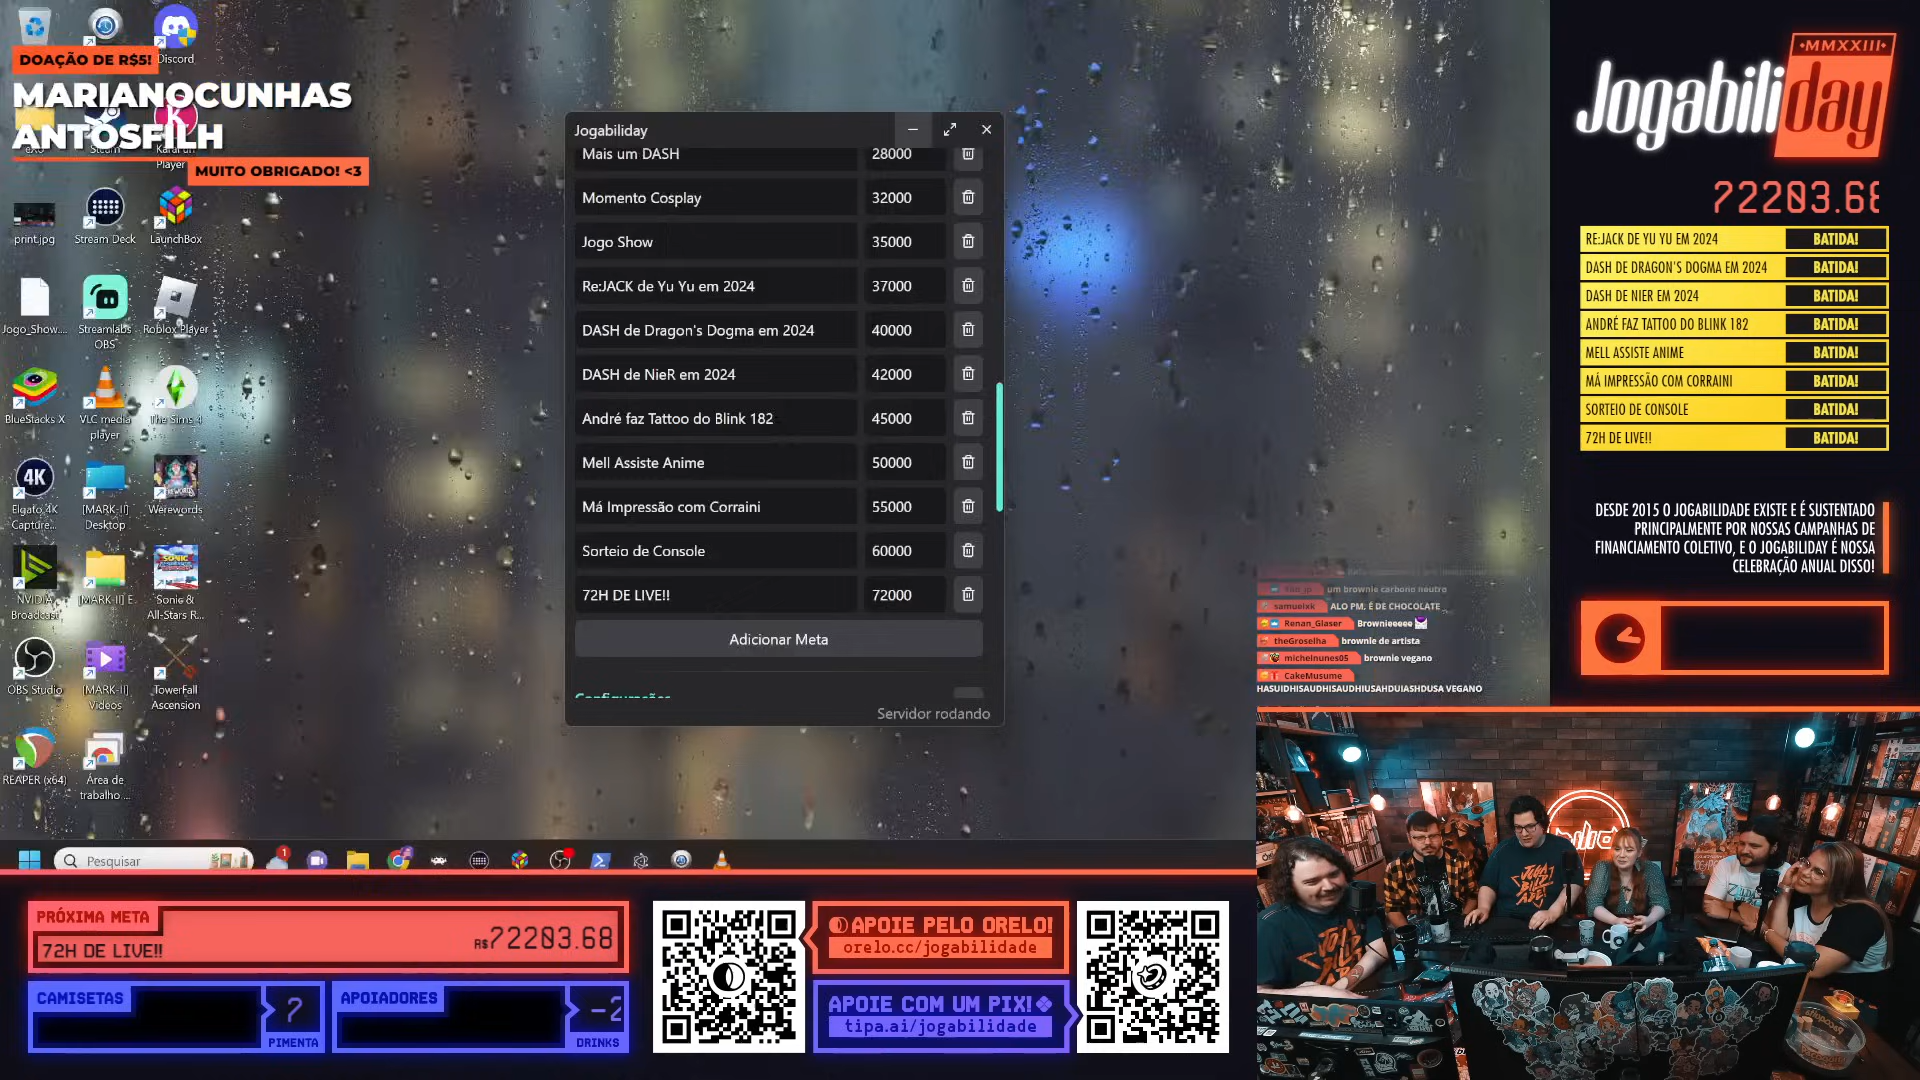 Discord
DOAÇÃO DE R$5!
MARIANOCUNHAS
ANTOSFILH
MUITO OBRIGADO! <3
Steam
Player
print.jpg
Stream Deck
LaunchBox
Jogo_Show....
Streamlabs OBS
Roblox Player
BlueStacks X
VLC media player
The Sims 4
4K
Elgato 4K Capture...
[MARK-II] Desktop
Werewords
NVIDIA Broadcast
[MARK-II] E
Sonic & All-Stars R...
OBS Studio
[MARK-II] Videos
TowerFall Ascension
REAPER (x64)
Área de trabalho...
Pesquisar
1
Jogabiliday
Mais um DASH 28000
Momento Cosplay 32000
Jogo Show 35000
Re:JACK de Yu Yu em 2024 37000
DASH de Dragon's Dogma em 2024 40000
DASH de NieR em 2024 42000
André faz Tattoo do Blink 182 45000
Mell Assiste Anime 50000
Má Impressão com Corraini 55000
Sorteio de Console 60000
72H DE LIVE!! 72000
Adicionar Meta
Configurações
Servidor rodando
um brownie carbono neutro
samuelxk ALO PM, É DE CHOCOLATE
Renan_Glaser Brownieeeee
theGroselha brownie de artista
michelnunes05 brownie vegano
CakeMusume
HASUIDHISAUDHISAUDHIUSAHDUIASHDUSA VEGANO
·MMXXIII·
Jogabiliday
72203.68
RE:JACK DE YU YU EM 2024 BATIDA!
DASH DE DRAGON'S DOGMA EM 2024 BATIDA!
DASH DE NIER EM 2024 BATIDA!
ANDRÉ FAZ TATTOO DO BLINK 182 BATIDA!
MELL ASSISTE ANIME BATIDA!
MÁ IMPRESSÃO COM CORRAINI BATIDA!
SORTEIO DE CONSOLE BATIDA!
72H DE LIVE!! BATIDA!
DESDE 2015 O JOGABILIDADE EXISTE E É SUSTENTADO
PRINCIPALMENTE POR NOSSAS CAMPANHAS DE
FINANCIAMENTO COLETIVO, E O JOGABILIDAY É NOSSA
CELEBRAÇÃO ANUAL DISSO!
PRÓXIMA META
72H DE LIVE!!
R$72203.68
CAMISETAS
7
PIMENTA
APOIADORES
-2
DRINKS
APOIE PELO ORELO!
orelo.cc/jogabilidade
APOIE COM UM PIX!
tipa.ai/jogabilidade